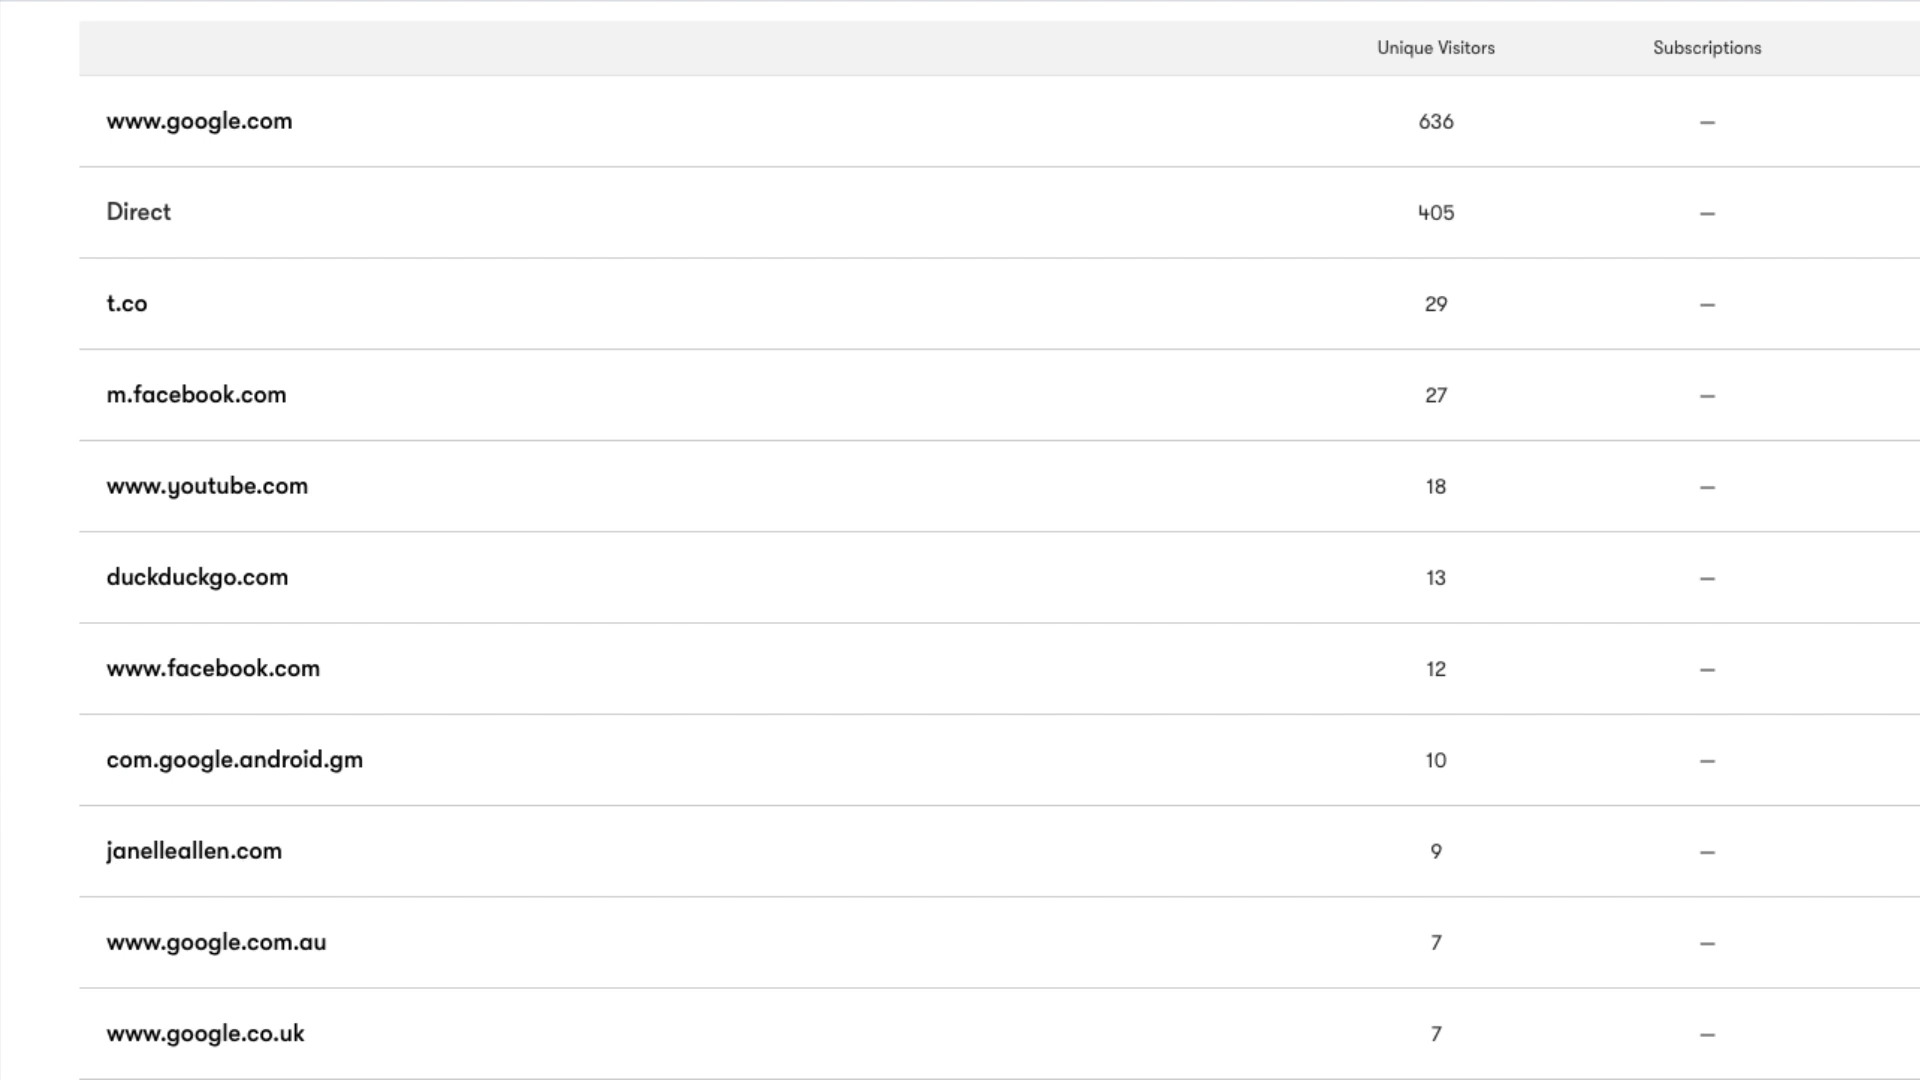 Unique Visitors Subscriptions
www.google.com 636 –
Direct 405 –
t.co 29 –
m.facebook.com 27 –
www.youtube.com 18 –
duckduckgo.com 13 –
www.facebook.com 12 –
com.google.android.gm 10 –
janelleallen.com 9 –
www.google.com.au 7 –
www.google.co.uk 7 –